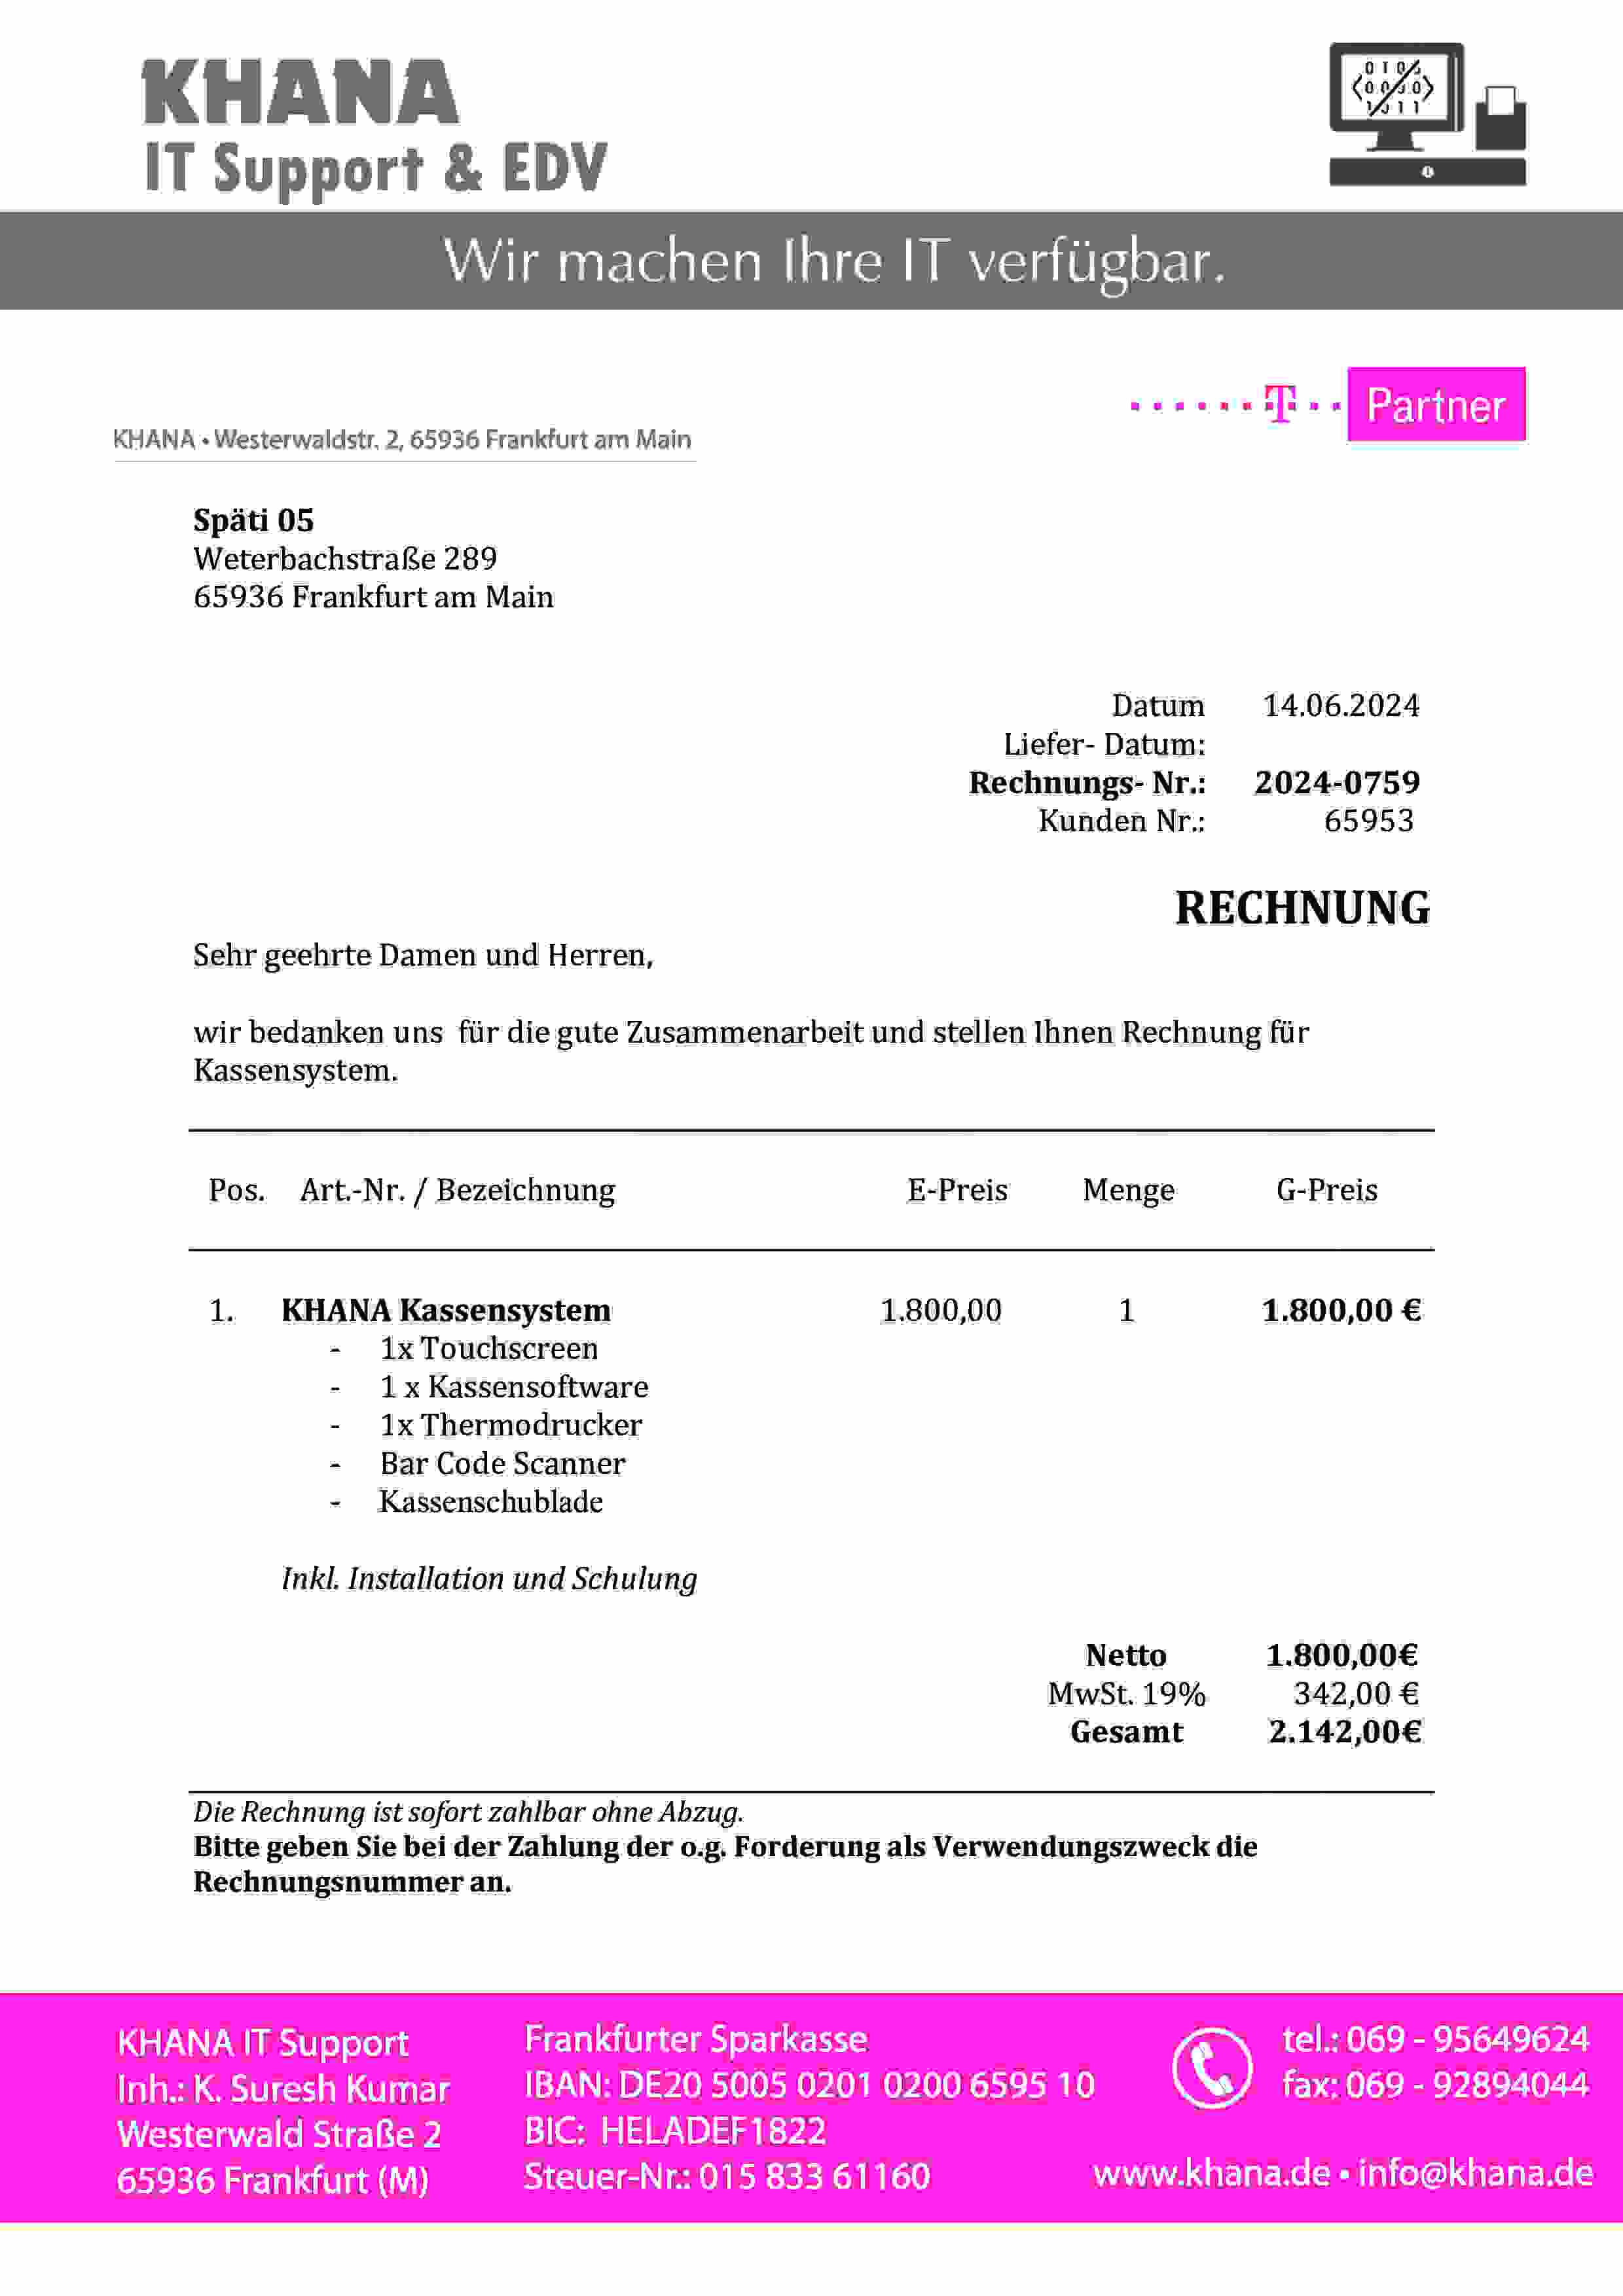 KHANA
IT Support & EDV
Wir machen Ihre IT verfügbar.
T Partner
KHANA • Westerwaldstr. 2, 65936 Frankfurt am Main
Späti 05
Weterbachstraße 289
65936 Frankfurt am Main
Datum 14.06.2024
Liefer- Datum:
Rechnungs- Nr.: 2024-0759
Kunden Nr.: 65953
RECHNUNG
Sehr geehrte Damen und Herren,
wir bedanken uns für die gute Zusammenarbeit und stellen Ihnen Rechnung für
Kassensystem.
Pos. Art.-Nr. / Bezeichnung E-Preis Menge G-Preis
1. KHANA Kassensystem 1.800,00 1 1.800,00 €
- 1x Touchscreen
- 1 x Kassensoftware
- 1x Thermodrucker
- Bar Code Scanner
- Kassenschublade
Inkl. Installation und Schulung
Netto 1.800,00€
MwSt. 19% 342,00 €
Gesamt 2.142,00€
Die Rechnung ist sofort zahlbar ohne Abzug.
Bitte geben Sie bei der Zahlung der o.g. Forderung als Verwendungszweck die
Rechnungsnummer an.
KHANA IT Support
Inh.: K. Suresh Kumar
Westerwald Straße 2
65936 Frankfurt (M)
Frankfurter Sparkasse
IBAN: DE20 5005 0201 0200 6595 10
BIC: HELADEF1822
Steuer-Nr.: 015 833 61160
tel.: 069 - 95649624
fax: 069 - 92894044
www.khana.de • info@khana.de